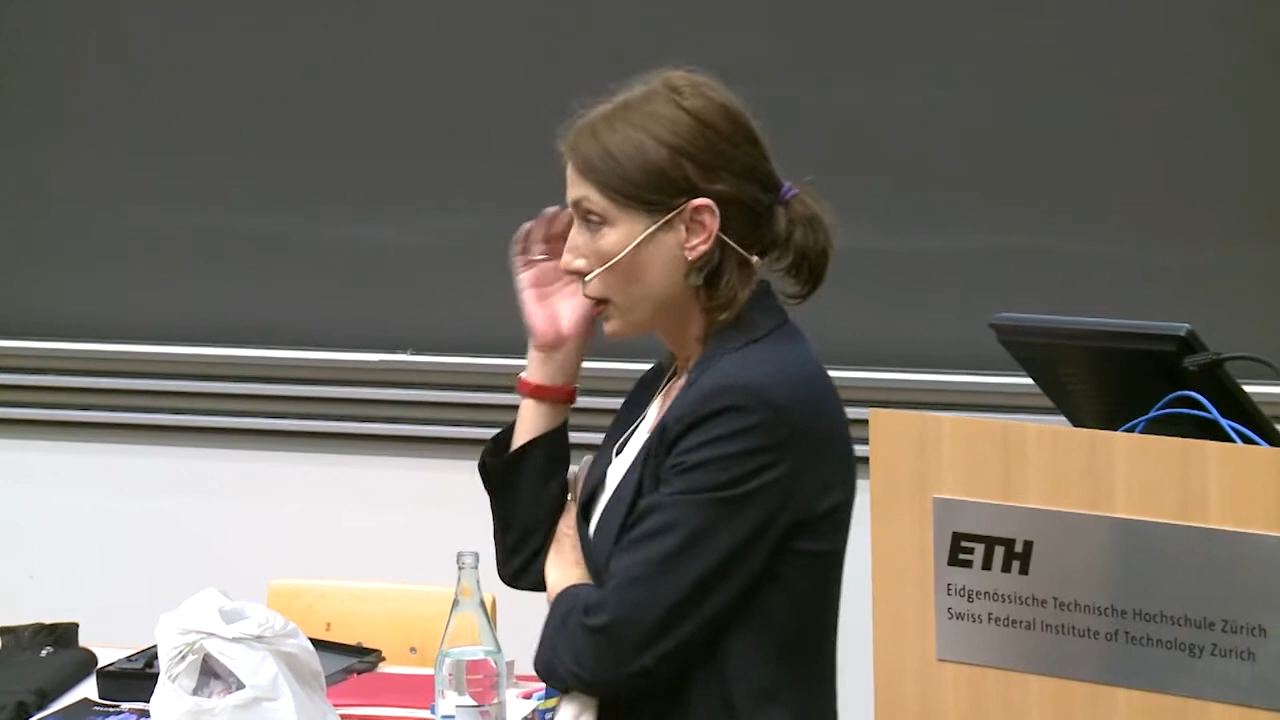 ETH
Eidgenössische Technische Hochschule Zürich
Swiss Federal Institute of Technology Zurich